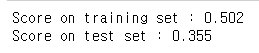 Score on training set : 0.502
Score on test set : 0.355